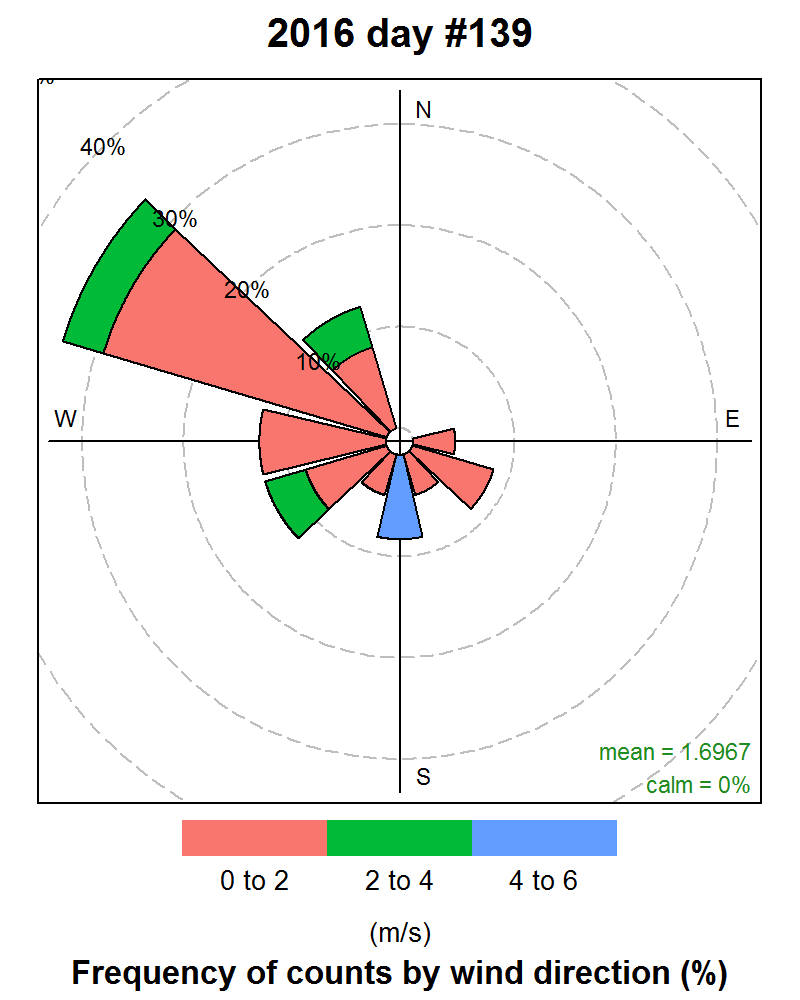 2016 day #139
40%
30%
20%
10%
N
W
E
S
mean = 1.6967
calm = 0%
0 to 2
2 to 4
4 to 6
(m/s)
Frequency of counts by wind direction (%)